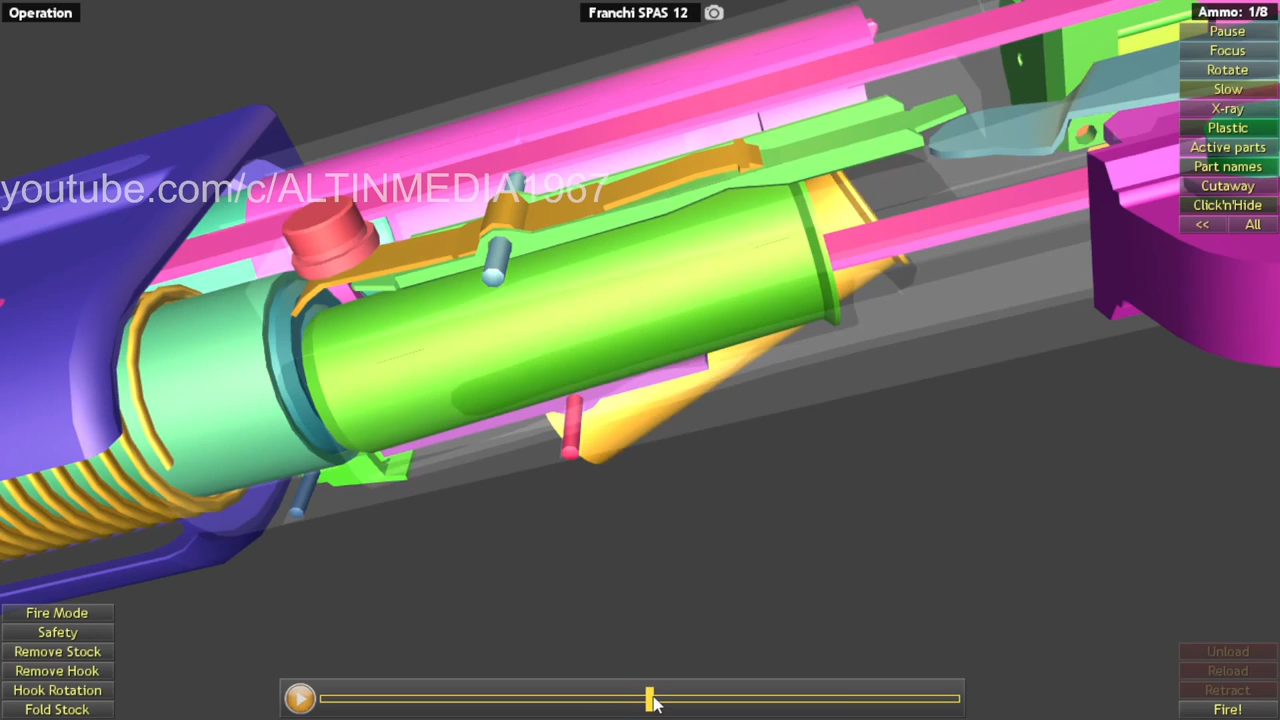 Operation
Franchi SPAS 12
Ammo: 1/8
Pause
Focus
Rotate
Slow
X-ray
Plastic
Active parts
Part names
Cutaway
Click'n'Hide
<< All
youtube.com/c/ALTINMEDIA1967
Fire Mode
Safety
Remove Stock
Remove Hook
Hook Rotation
Fold Stock
Unload
Reload
Retract
Fire!